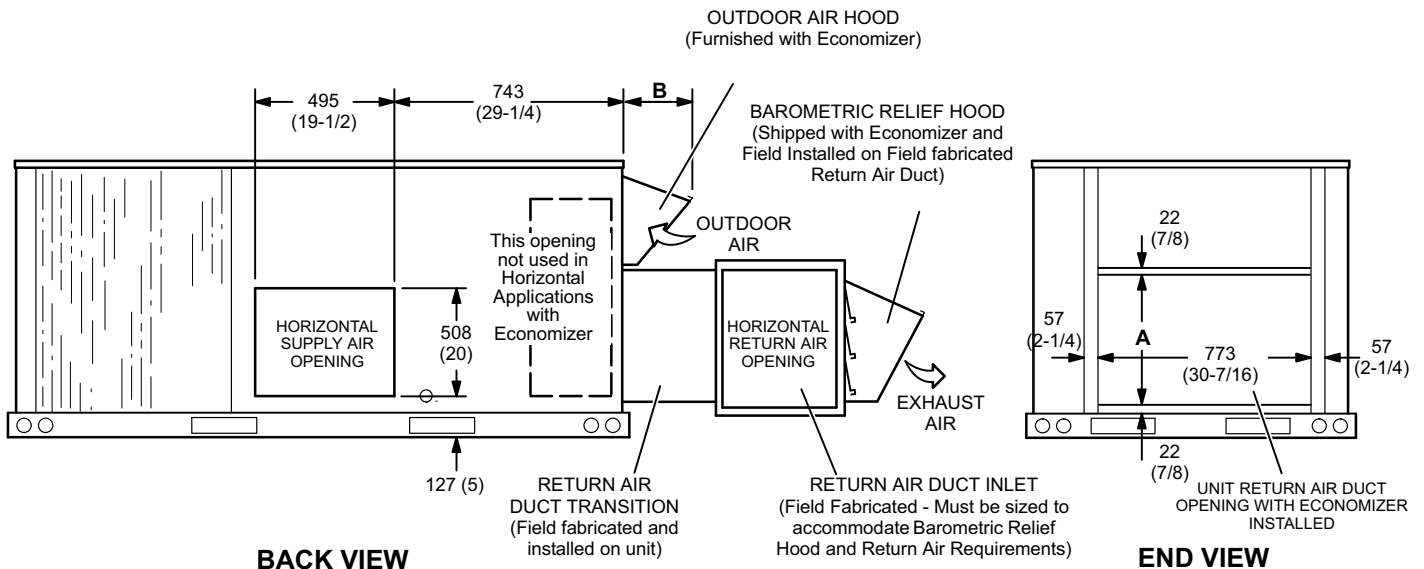 OUTDOOR AIR HOOD
(Furnished with Economizer)
495
(19-1/2)
743
(29-1/4)
B
BAROMETRIC RELIEF HOOD
(Shipped with Economizer and
Field Installed on Field fabricated
Return Air Duct)
OUTDOOR
AIR
This opening
not used in
Horizontal
Applications
with
Economizer
HORIZONTAL
SUPPLY AIR
OPENING
508
(20)
HORIZONTAL
RETURN AIR
OPENING
EXHAUST
AIR
127 (5)
RETURN AIR
DUCT TRANSITION
(Field fabricated and
installed on unit)
RETURN AIR DUCT INLET
(Field Fabricated - Must be sized to
accommodate Barometric Relief
Hood and Return Air Requirements)
BACK VIEW
22
(7/8)
57
(2-1/4)
A
773
(30-7/16)
57
(2-1/4)
22
(7/8)
UNIT RETURN AIR DUCT
OPENING WITH ECONOMIZER
INSTALLED
END VIEW